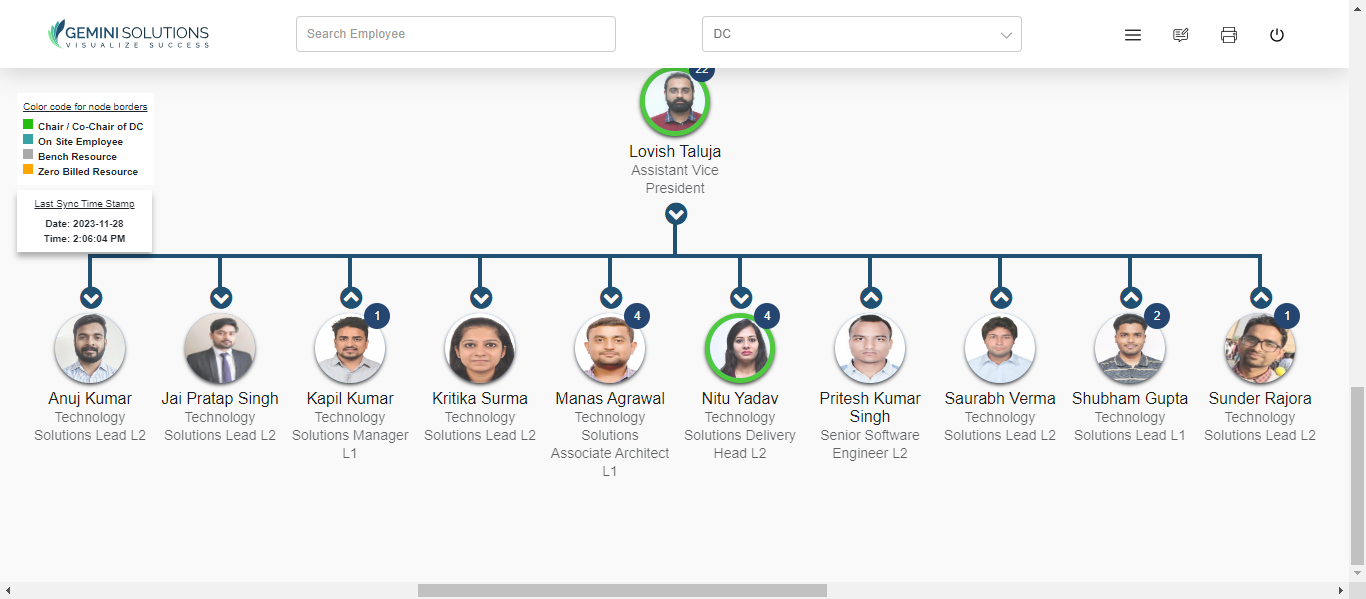 GEMINI SOLUTIONS
VISUALIZE SUCCESS
Search Employee
DC
22
Lovish Taluja
Assistant Vice
President
Color code for node borders
Chair / Co-Chair of DC
On Site Employee
Bench Resource
Zero Billed Resource
Last Sync Time Stamp
Date: 2023-11-28
Time: 2:06:04 PM
Anuj Kumar
Technology
Solutions Lead L2
Jai Pratap Singh
Technology
Solutions Lead L2
1
Kapil Kumar
Technology
Solutions Manager
L1
Kritika Surma
Technology
Solutions Lead L2
4
Manas Agrawal
Technology
Solutions
Associate Architect
L1
4
Nitu Yadav
Technology
Solutions Delivery
Head L2
Pritesh Kumar
Singh
Senior Software
Engineer L2
Saurabh Verma
Technology
Solutions Lead L2
2
Shubham Gupta
Technology
Solutions Lead L1
1
Sunder Rajora
Technology
Solutions Lead L2